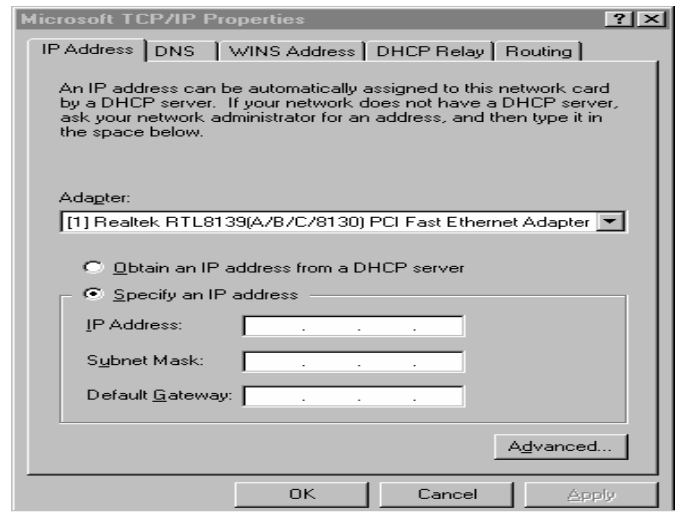 Microsoft TCP/IP Properties
IP Address DNS WINS Address DHCP Relay Routing
An IP address can be automatically assigned to this network card
by a DHCP server. If your network does not have a DHCP server,
ask your network administrator for an address, and then type it in
the space below.
Adapter:
[1] Realtek RTL8139(A/B/C/8130) PCI Fast Ethernet Adapter
Obtain an IP address from a DHCP server
Specify an IP address
IP Address: . . .
Subnet Mask: . . .
Default Gateway: . . .
Advanced...
OK Cancel Apply